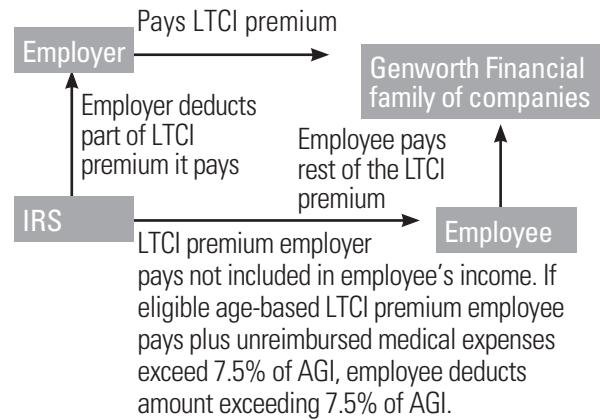 Pays LTCI premium
Employer
Genworth Financial
family of companies
Employer deducts
part of LTCI
premium it pays
Employee pays
rest of the LTCI
premium
IRS
Employee
LTCI premium employer
pays not included in employee's income. If
eligible age-based LTCI premium employee
pays plus unreimbursed medical expenses
exceed 7.5% of AGI, employee deducts
amount exceeding 7.5% of AGI.